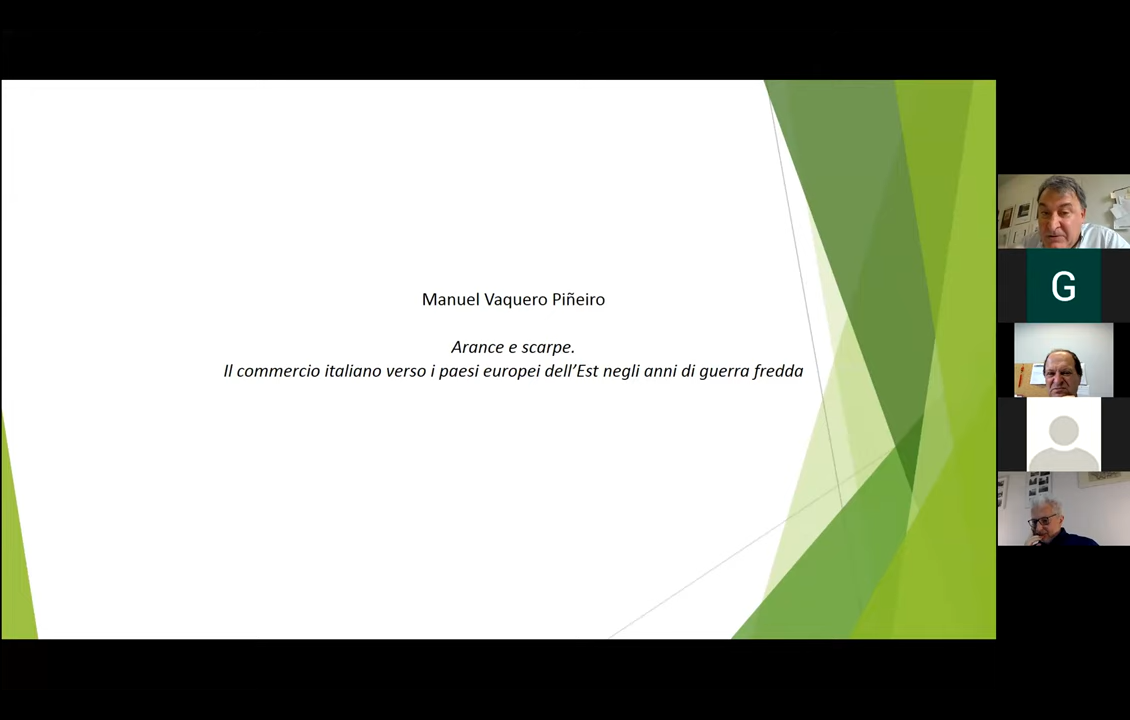 Manuel Vaquero Piñeiro
Arance e scarpe.
Il commercio italiano verso i paesi europei dell’Est negli anni di guerra fredda
G